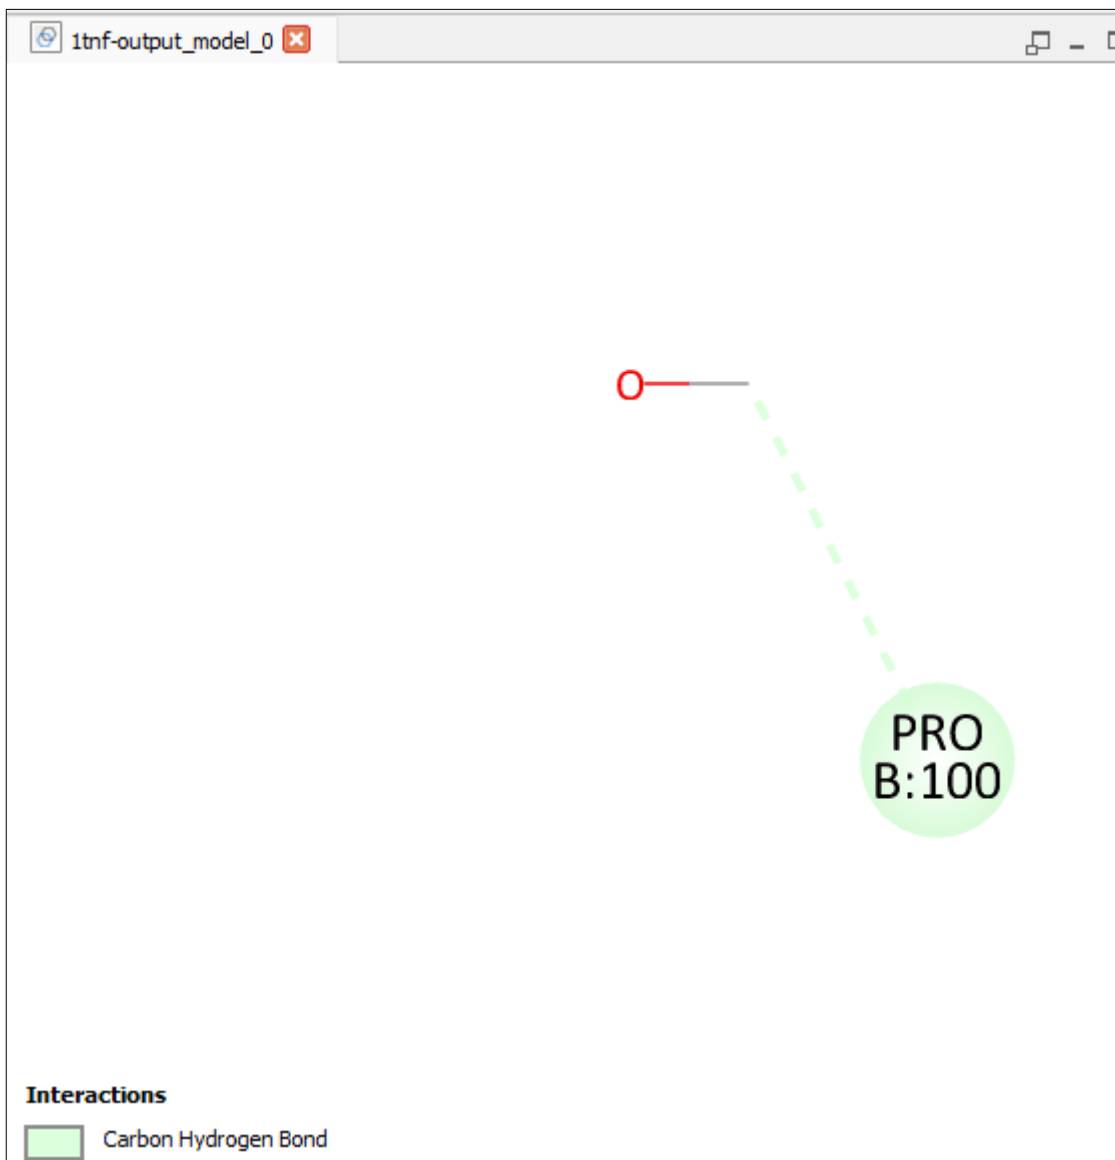 1tnf-output_model_0
O
PRO
B:100
Interactions
Carbon Hydrogen Bond